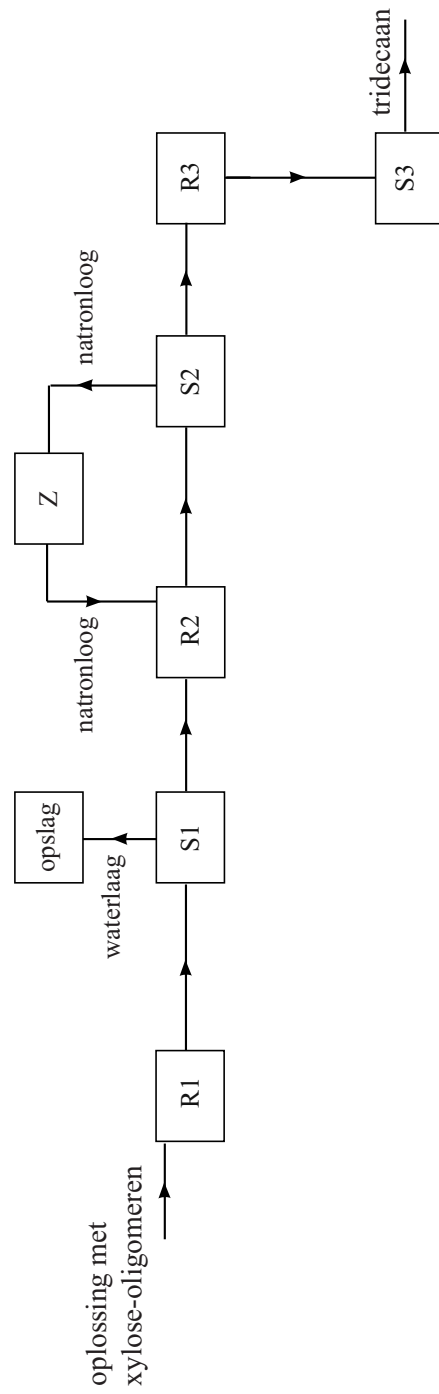 oplossing met
xylose-oligomeren
R1
S1
waterlaag
opslag
R2
natronloog
Z
natronloog
S2
R3
S3
tridecaan